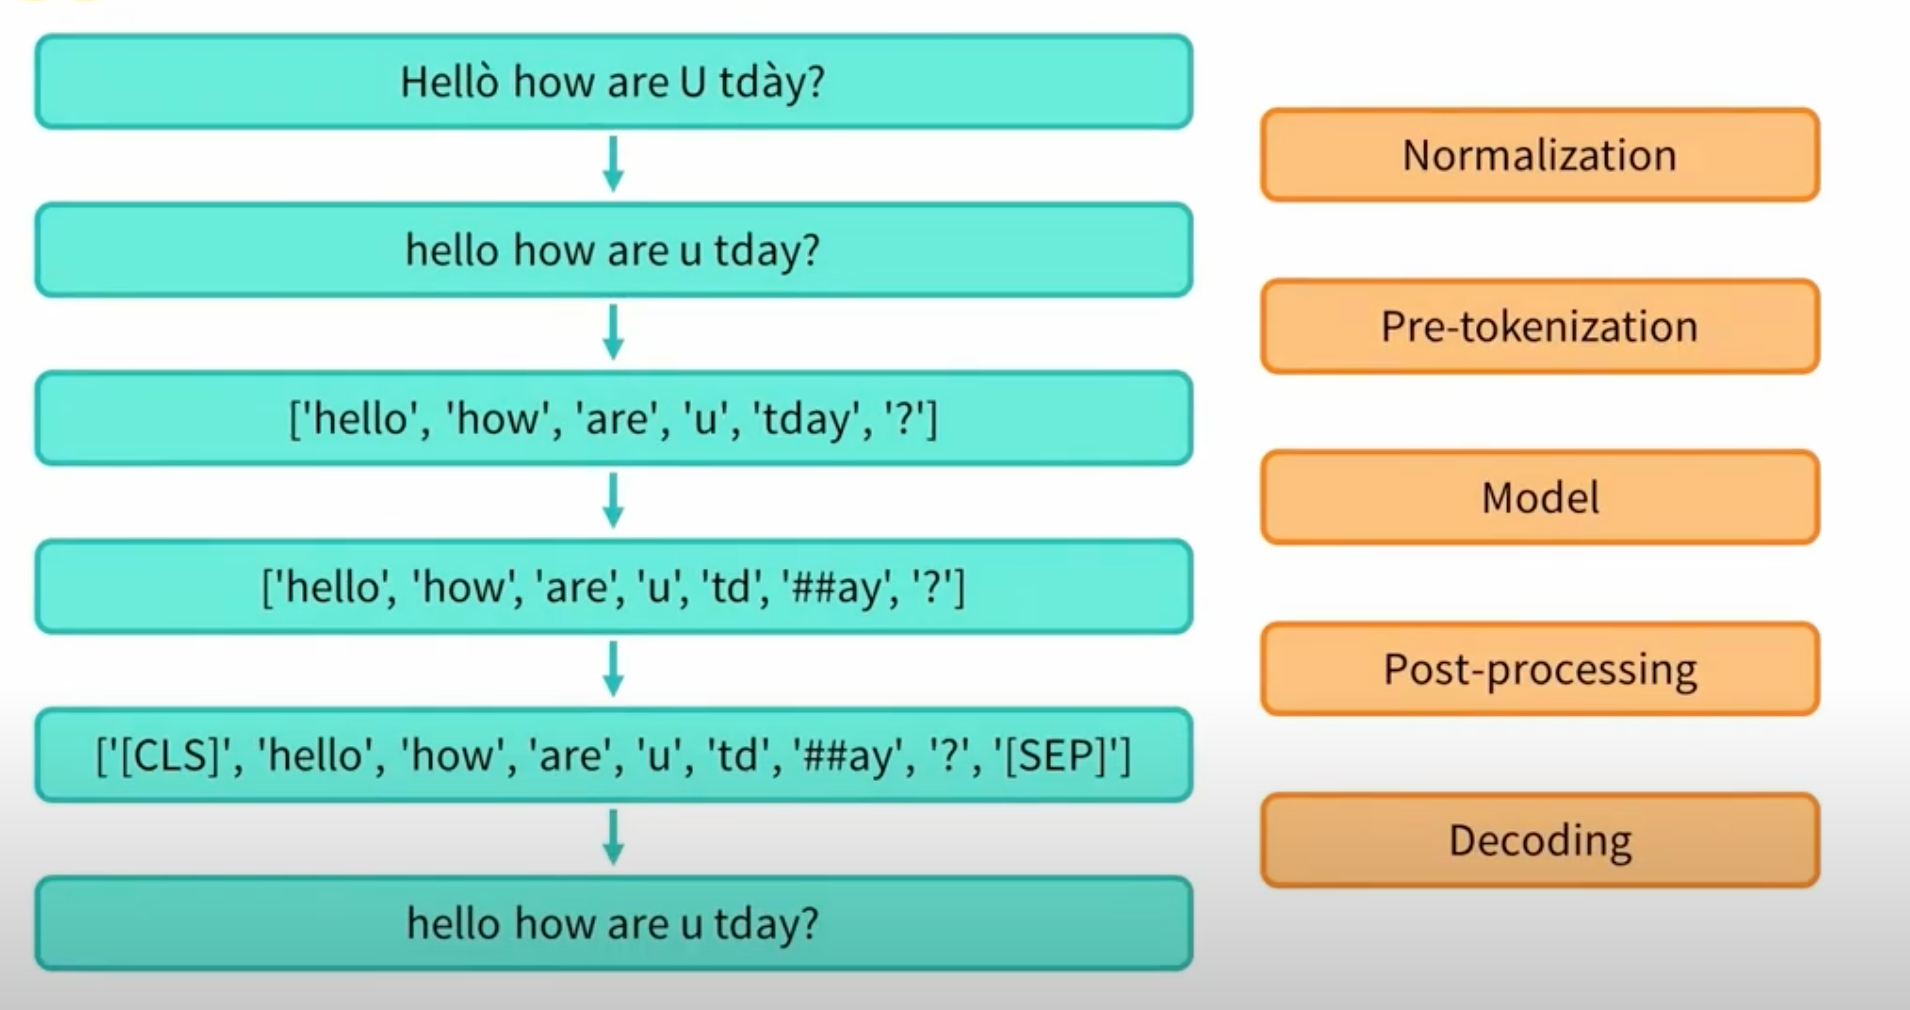 Hellò how are U tdày?
Normalization
hello how are u tday?
Pre-tokenization
['hello', 'how', 'are', 'u', 'tday', '?']
Model
['hello', 'how', 'are', 'u', 'td', '##ay', '?']
Post-processing
['[CLS]', 'hello', 'how', 'are', 'u', 'td', '##ay', '?', '[SEP]']
Decoding
hello how are u tday?